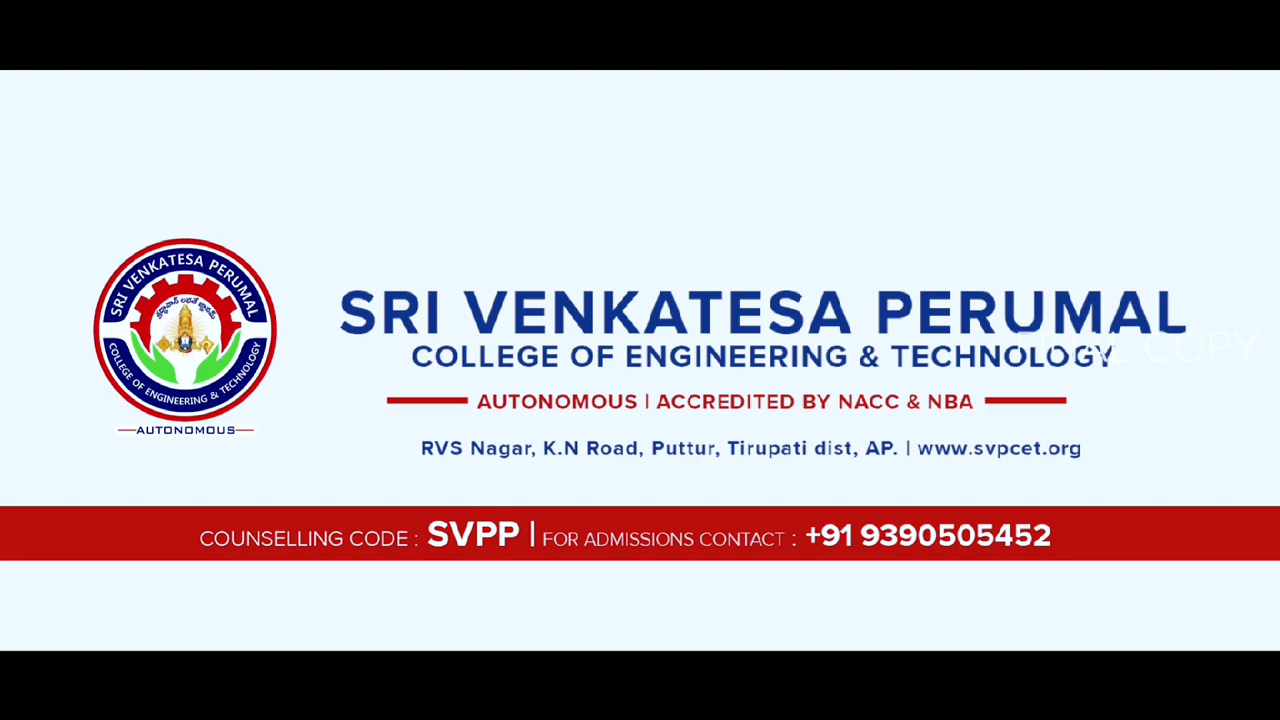 SRI VENKATESA PERUMAL
COLLEGE OF ENGINEERING & TECHNOLOGY
AUTONOMOUS
SRI VENKATESA PERUMAL
COLLEGE OF ENGINEERING & TECHNOLOGY
FINAL COPY
AUTONOMOUS | ACCREDITED BY NACC & NBA
RVS Nagar, K.N Road, Puttur, Tirupati dist, AP. | www.svpcet.org
COUNSELLING CODE : SVPP | FOR ADMISSIONS CONTACT : +91 9390505452